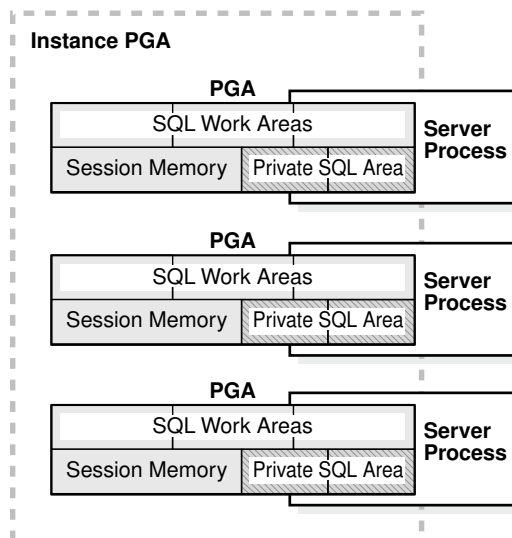 Instance PGA
PGA
SQL Work Areas
Session Memory
Private SQL Area
Server
Process
PGA
SQL Work Areas
Session Memory
Private SQL Area
Server
Process
PGA
SQL Work Areas
Session Memory
Private SQL Area
Server
Process